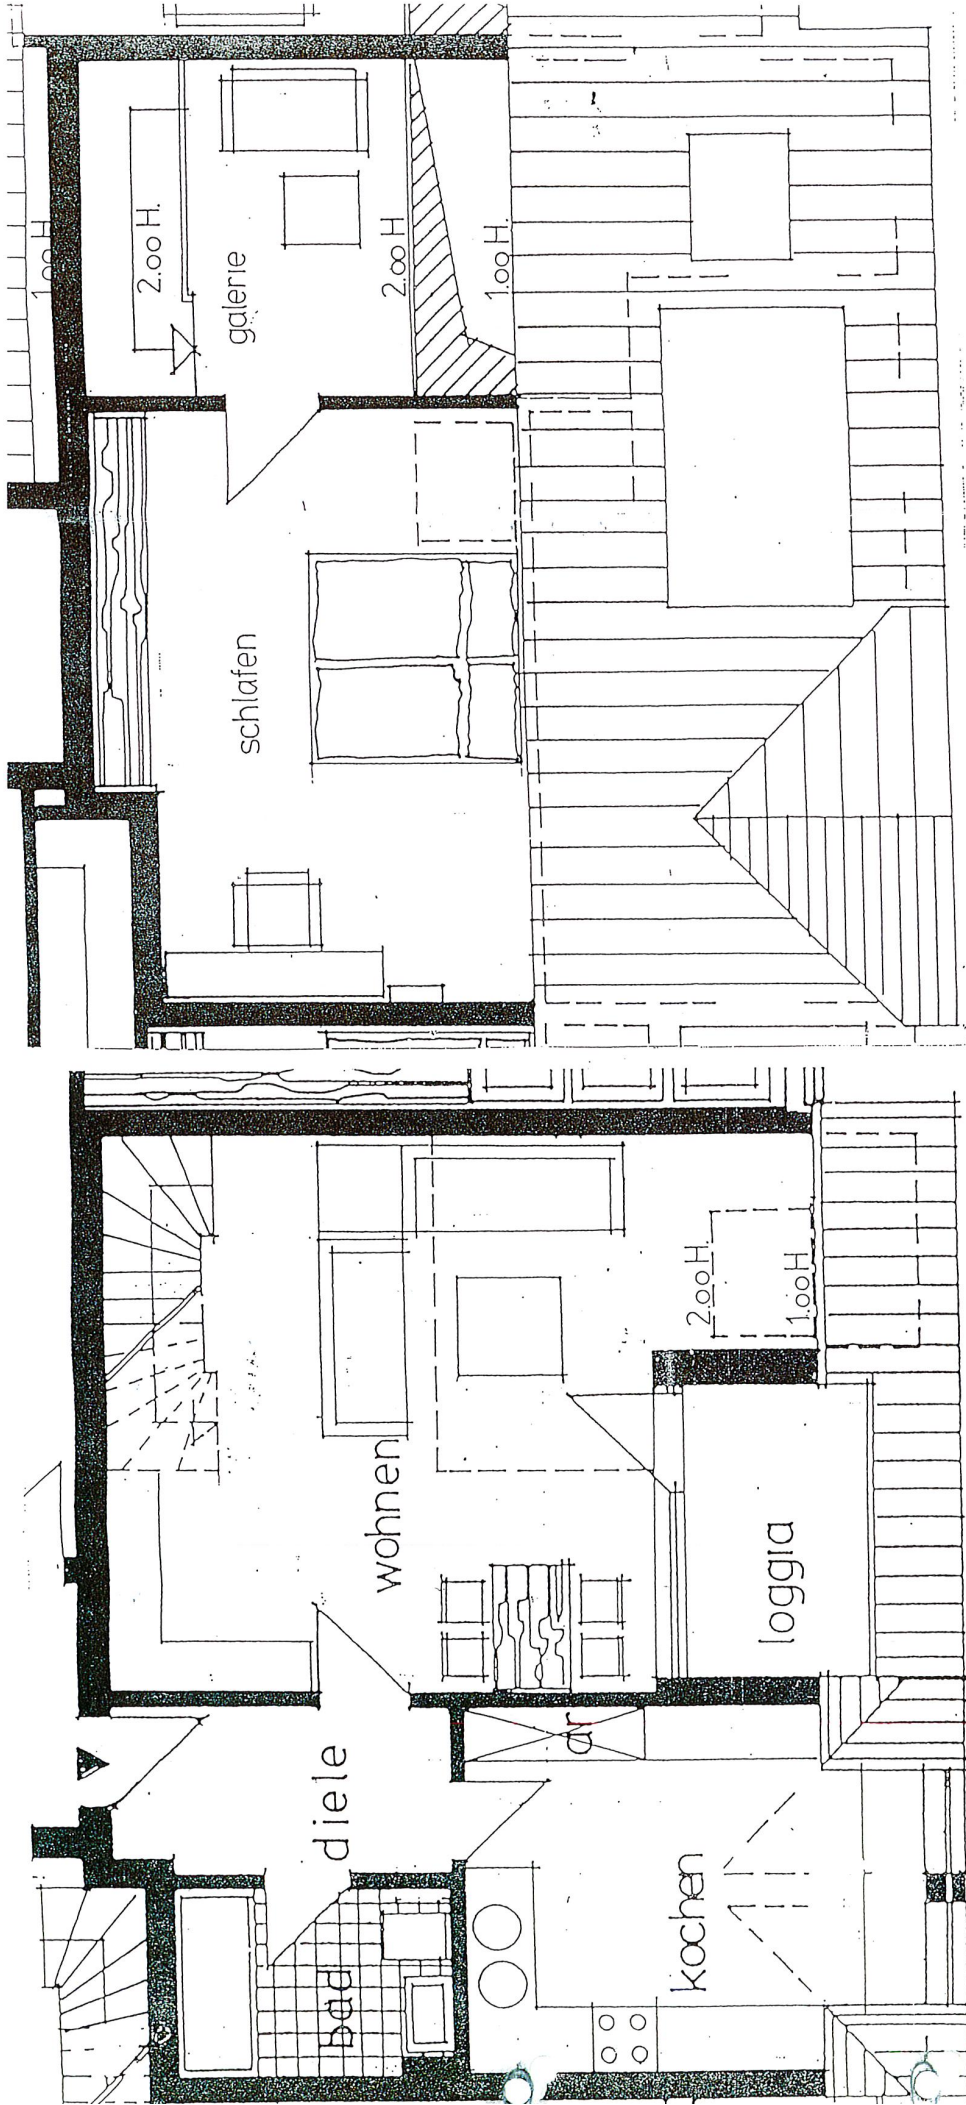 1.00 H
2.00 H.
galerie
2.00 H
1.00 H.
schlafen
wohnen
2.00 H.
1.00 H
loggia
diele
ar
kochen
bad